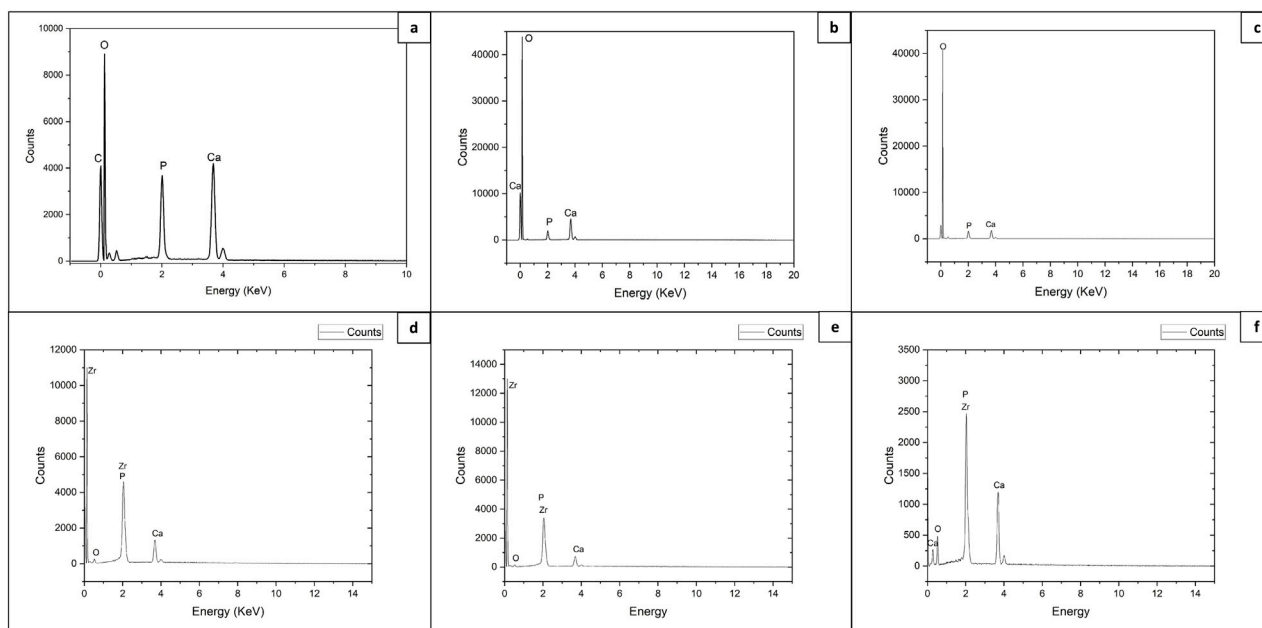 a
10000
8000
6000
4000
2000
0
C
O
P
Ca
0 2 4 6 8 10
Counts
Energy (KeV)
b
40000
30000
20000
10000
0
O
Ca
P
Ca
0 2 4 6 8 10 12 14 16 18 20
Counts
Energy (KeV)
c
40000
30000
20000
10000
0
O
P
Ca
0 2 4 6 8 10 12 14 16 18 20
Counts
Energy (KeV)
d
Counts
12000
10000
8000
6000
4000
2000
0
Zr
Zr
P
Ca
O
0 2 4 6 8 10 12 14
Counts
Energy (KeV)
e
Counts
14000
12000
10000
8000
6000
4000
2000
0
Zr
P
Zr
Ca
O
0 2 4 6 8 10 12 14
Counts
Energy
f
Counts
3500
3000
2500
2000
1500
1000
500
0
P
Zr
Ca
O
Ca
0 2 4 6 8 10 12 14
Counts
Energy